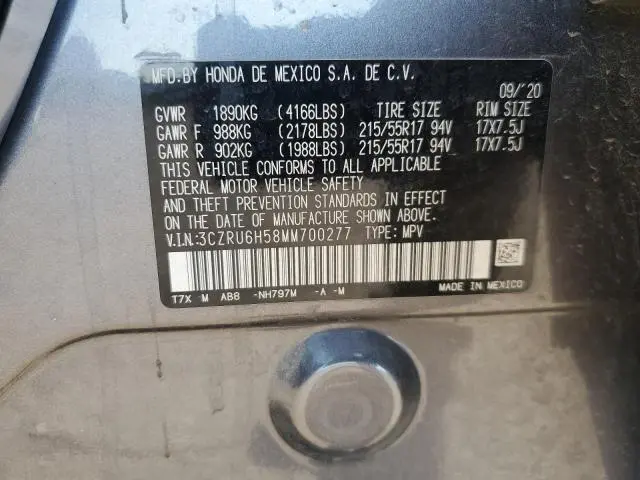 MFD.BY HONDA DE MEXICO S.A. DE C.V.
09/'20
GVWR 1890KG (4166LBS) TIRE SIZE RIM SIZE
GAWR F 988KG (2178LBS) 215/55R17 94V 17X7.5J
GAWR R 902KG (1988LBS) 215/55R17 94V 17X7.5J
THIS VEHICLE CONFORMS TO ALL APPLICABLE
FEDERAL MOTOR VEHICLE SAFETY
AND THEFT PREVENTION STANDARDS IN EFFECT
ON THE DATE OF MANUFACTURE SHOWN ABOVE.
V.I.N.:3CZRU6H58MM700277 TYPE: MPV
T7X M AB8 -NH797M -A -M
MADE IN MEXICO